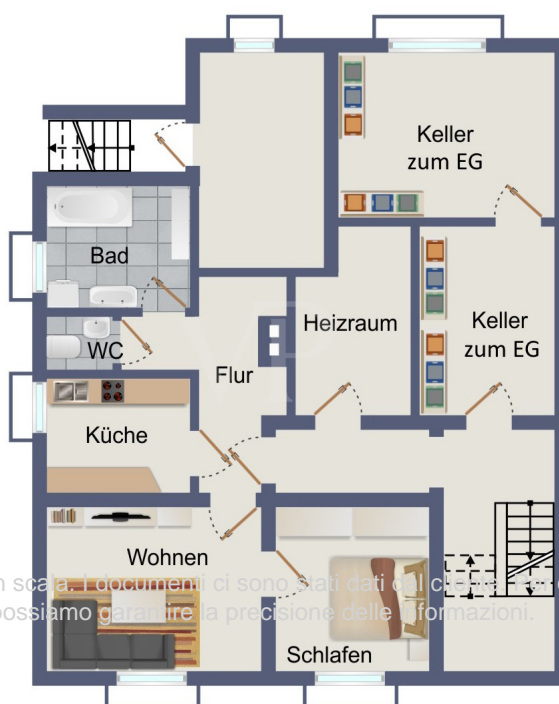 Keller
zum EG
Bad
Heizraum
Keller
zum EG
WC
Flur
Küche
Wohnen
n scala. I documenti ci sono stati dati dal cliente.
possiamo garantire la precisione delle informazioni.
Schlafen